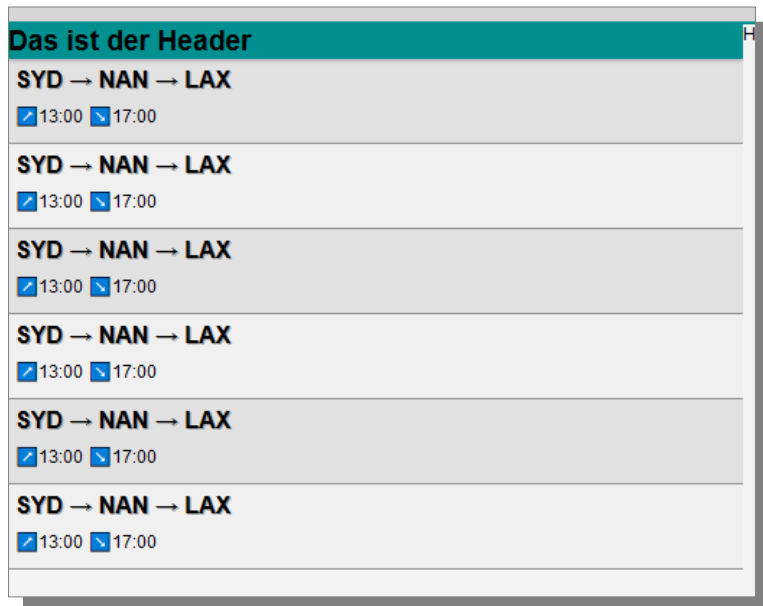 Das ist der Header
H
SYD → NAN → LAX
↗13:00 ↘17:00
SYD → NAN → LAX
↗13:00 ↘17:00
SYD → NAN → LAX
↗13:00 ↘17:00
SYD → NAN → LAX
↗13:00 ↘17:00
SYD → NAN → LAX
↗13:00 ↘17:00
SYD → NAN → LAX
↗13:00 ↘17:00